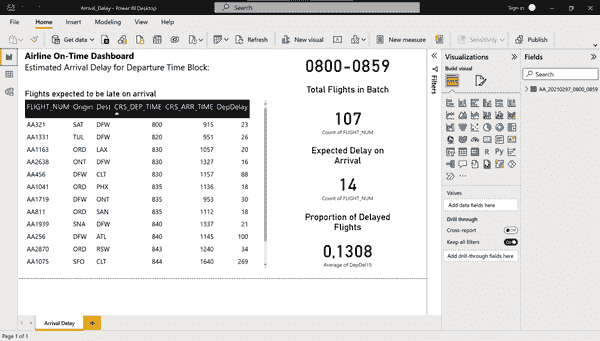 Arrival_Delay - Power BI Desktop
Search
Sign in
File
Home
Insert
Modeling
View
Help
Get data
Refresh
New visual
New measure
Sensitivity
Publish
Airline On-Time Dashboard
Estimated Arrival Delay for Departure Time Block:
0800-0859
Flights expected to be late on arrival
FLIGHT_NUM Origin Dest CRS_DEP_TIME CRS_ARR_TIME DepDelay
AA321 SAT DFW 800 915 23
AA1331 TUL DFW 820 951 26
AA1163 ORD LAX 830 1057 20
AA2638 ONT DFW 830 1327 16
AA456 DFW CLT 830 1157 88
AA1041 ORD PHX 835 1136 18
AA1719 DFW ONT 835 953 30
AA811 ORD SAN 835 1112 18
AA1939 SNA DFW 840 1337 21
AA256 DFW ATL 840 1145 100
AA2870 ORD RSW 843 1240 34
AA1075 SFO CLT 844 1640 269
Total Flights in Batch
107
Count of FLIGHT_NUM
Expected Delay on
Arrival
14
Count of FLIGHT_NUM
Proportion of Delayed
Flights
0,1308
Average of DepDel15
Filters
Visualizations
Build visual
Values
Add data fields here
Drill through
Cross-report
Off
Keep all filters
On
Add drill-through fields here
Fields
Search
AA_20210297_0800_0859
Arrival Delay
Page 1 of 1